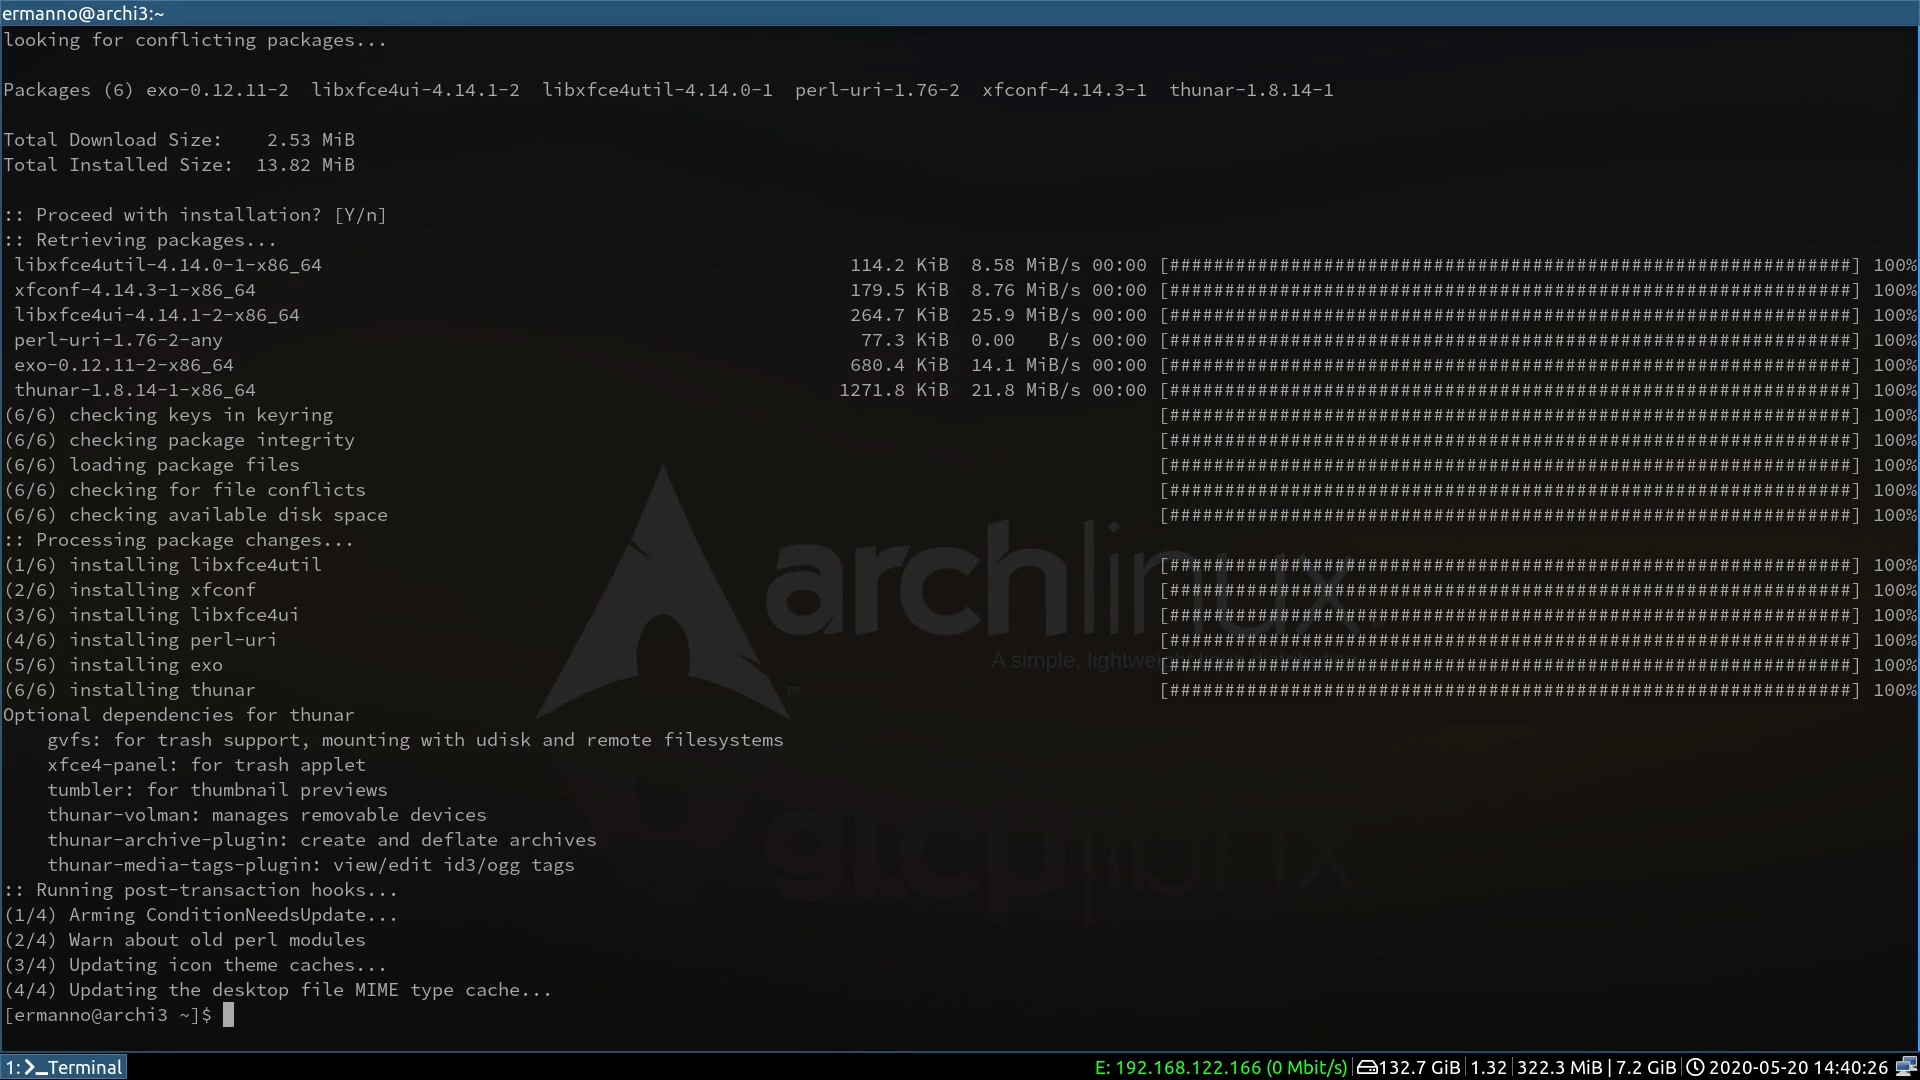 ermanno@archi3:~
looking for conflicting packages...
Packages (6) exo-0.12.11-2  libxfce4ui-4.14.1-2  libxfce4util-4.14.0-1  perl-uri-1.76-2  xfconf-4.14.3-1  thunar-1.8.14-1
Total Download Size:    2.53 MiB
Total Installed Size:  13.82 MiB
:: Proceed with installation? [Y/n]
:: Retrieving packages...
libxfce4util-4.14.0-1-x86_64 114.2 KiB  8.58 MiB/s 00:00 [##############################################################] 100%
xfconf-4.14.3-1-x86_64 179.5 KiB  8.76 MiB/s 00:00 [##############################################################] 100%
libxfce4ui-4.14.1-2-x86_64 264.7 KiB  25.9 MiB/s 00:00 [##############################################################] 100%
perl-uri-1.76-2-any 77.3 KiB  0.00   B/s 00:00 [##############################################################] 100%
exo-0.12.11-2-x86_64 680.4 KiB  14.1 MiB/s 00:00 [##############################################################] 100%
thunar-1.8.14-1-x86_64 1271.8 KiB  21.8 MiB/s 00:00 [##############################################################] 100%
(6/6) checking keys in keyring [##############################################################] 100%
(6/6) checking package integrity [##############################################################] 100%
(6/6) loading package files [##############################################################] 100%
(6/6) checking for file conflicts [##############################################################] 100%
(6/6) checking available disk space [##############################################################] 100%
:: Processing package changes...
(1/6) installing libxfce4util [##############################################################] 100%
(2/6) installing xfconf [##############################################################] 100%
(3/6) installing libxfce4ui [##############################################################] 100%
(4/6) installing perl-uri [##############################################################] 100%
(5/6) installing exo [##############################################################] 100%
(6/6) installing thunar [##############################################################] 100%
archlinux
A simple, lightweight
™
Optional dependencies for thunar
    gvfs: for trash support, mounting with udisk and remote filesystems
    xfce4-panel: for trash applet
    tumbler: for thumbnail previews
    thunar-volman: manages removable devices
    thunar-archive-plugin: create and deflate archives
    thunar-media-tags-plugin: view/edit id3/ogg tags
:: Running post-transaction hooks...
(1/4) Arming ConditionNeedsUpdate...
(2/4) Warn about old perl modules
(3/4) Updating icon theme caches...
(4/4) Updating the desktop file MIME type cache...
[ermanno@archi3 ~]$
1: Terminal
E: 192.168.122.166 (0 Mbit/s) | 132.7 GiB | 1.32 | 322.3 MiB | 7.2 GiB | 2020-05-20 14:40:26